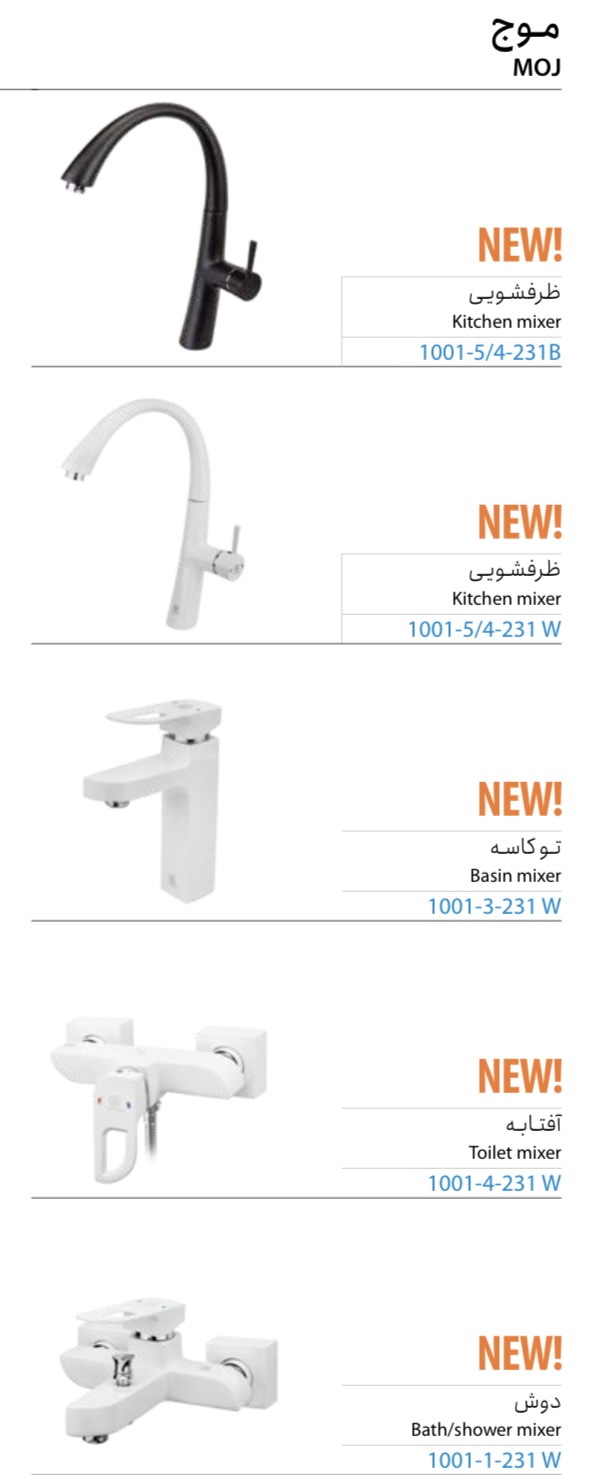 موج
MOJ
NEW!
ظرفشویی
Kitchen mixer
1001-5/4-231B
NEW!
ظرفشویی
Kitchen mixer
1001-5/4-231 W
NEW!
تو کاسه
Basin mixer
1001-3-231 W
NEW!
آفتابه
Toilet mixer
1001-4-231 W
NEW!
دوش
Bath/shower mixer
1001-1-231 W